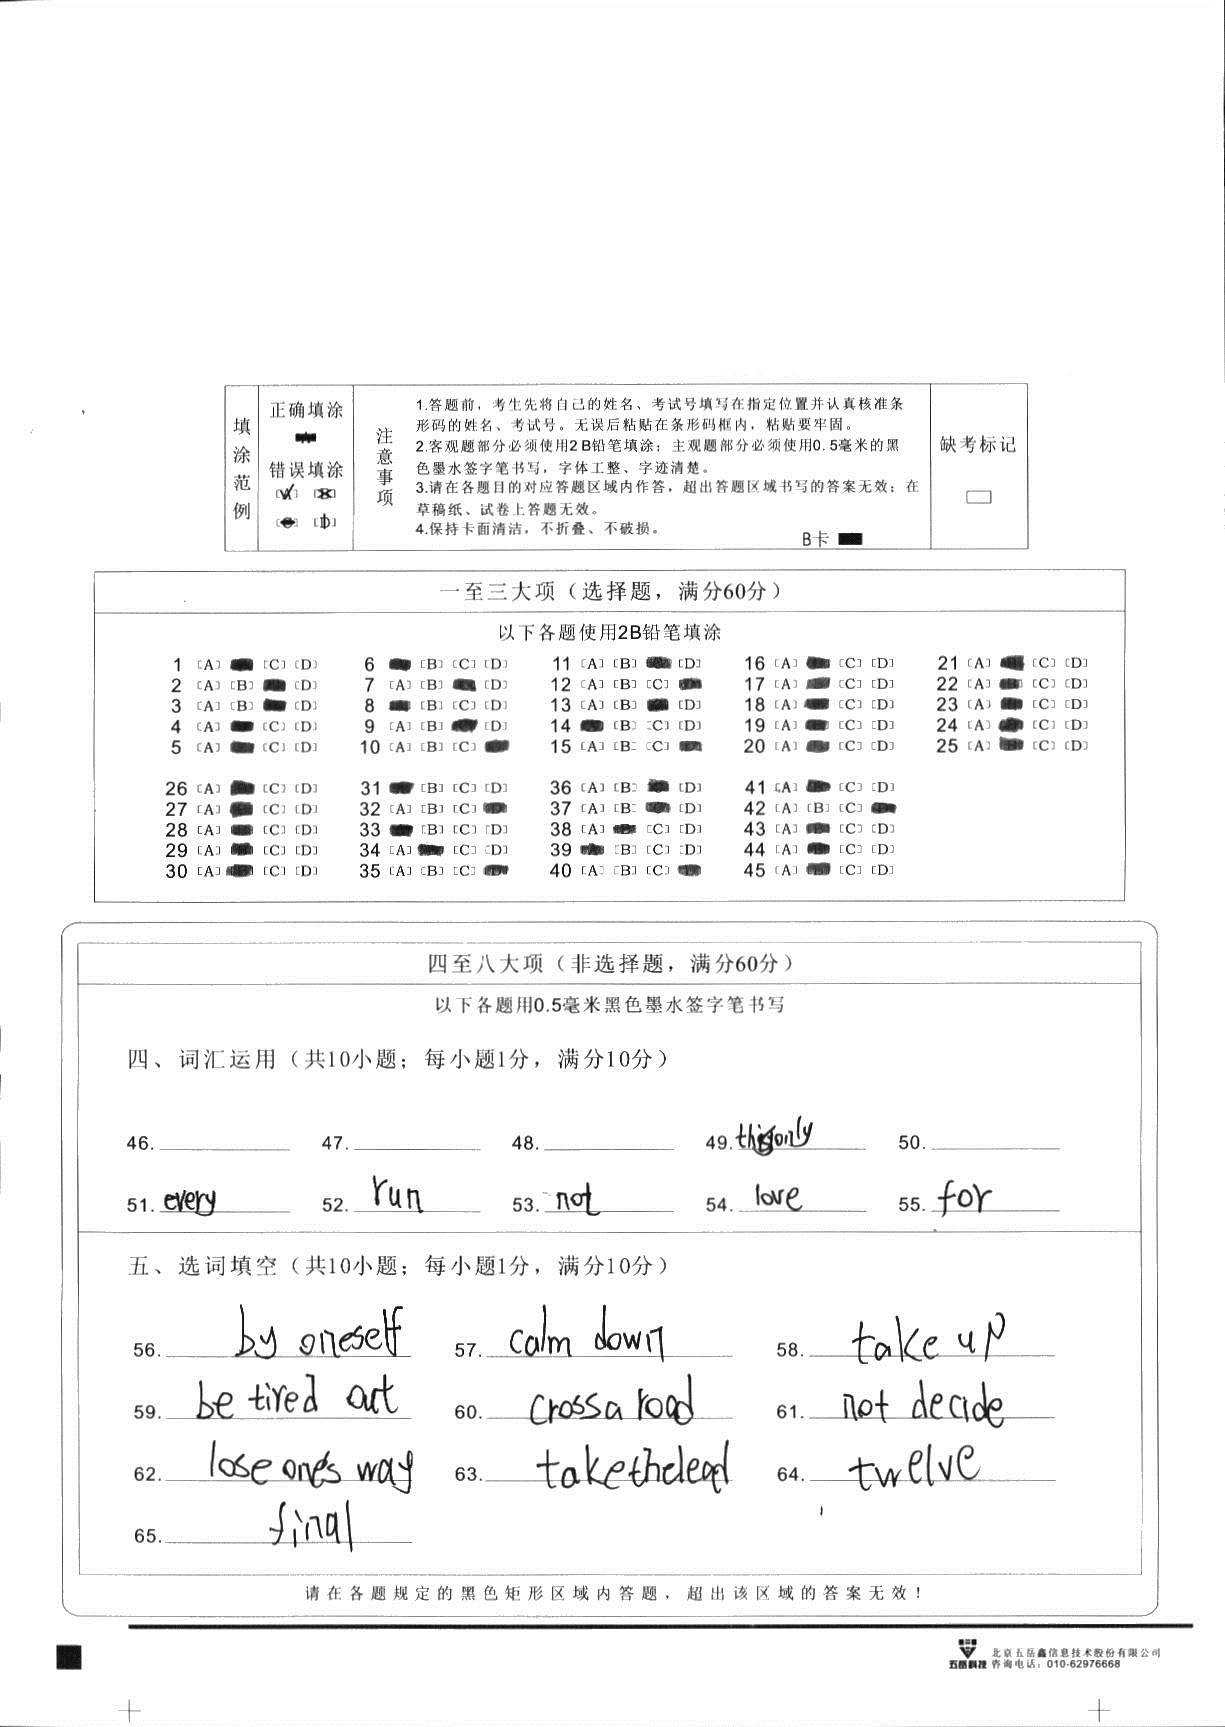 填涂范例
正确填涂
错误填涂
注意事项
1.答题前，考生先将自己的姓名、考试号填写在指定位置并认真核准条
形码的姓名、考试号。无误后粘贴在条形码框内，粘贴要牢固。
2.客观题部分必须使用2B铅笔填涂；主观题部分必须使用0.5毫米的黑
色墨水签字笔书写，字体工整、字迹清楚。
3.请在各题目的对应答题区域内作答，超出答题区域书写的答案无效；在
草稿纸、试卷上答题无效。
4.保持卡面清洁，不折叠、不破损。
B卡
缺考标记
一至三大项（选择题，满分60分）
以下各题使用2B铅笔填涂
1 [A] [C] [D] 6 [B] [C] [D] 11 [A] [B] [D] 16 [A] [C] [D] 21 [A] [C] [D]
2 [A] [B] [D] 7 [A] [B] [D] 12 [A] [B] [C] 17 [A] [C] [D] 22 [A] [C] [D]
3 [A] [B] [D] 8 [B] [C] [D] 13 [A] [B] [D] 18 [A] [C] [D] 23 [A] [C] [D]
4 [A] [C] [D] 9 [A] [B] [D] 14 [B] [C] [D] 19 [A] [C] [D] 24 [A] [C] [D]
5 [A] [C] [D] 10 [A] [B] [C] 15 [A] [B] [C] 20 [A] [C] [D] 25 [A] [C] [D]
26 [A] [C] [D] 31 [B] [C] [D] 36 [A] [B] [D] 41 [A] [C] [D]
27 [A] [C] [D] 32 [A] [B] [C] 37 [A] [B] [D] 42 [A] [B] [C]
28 [A] [C] [D] 33 [B] [C] [D] 38 [A] [C] [D] 43 [A] [C] [D]
29 [A] [C] [D] 34 [A] [C] [D] 39 [B] [C] [D] 44 [A] [C] [D]
30 [A] [C] [D] 35 [A] [B] [C] 40 [A] [B] [C] 45 [A] [C] [D]
四至八大项（非选择题，满分60分）
以下各题用0.5毫米黑色墨水签字笔书写
四、词汇运用（共10小题；每小题1分，满分10分）
46. 47. 48. 49. 50.
51. every 52. run 53. not 54. love 55. for
五、选词填空（共10小题；每小题1分，满分10分）
56. by oneself 57. calm down 58. take up
59. be tired out 60. cross a road 61. not decide
62. lose one's way 63. take the lead 64. twelve
65. final
请在各题规定的黑色矩形区域内答题，超出该区域的答案无效！
五岳科技 北京五岳鑫信息技术股份有限公司
咨询电话：010-62976668